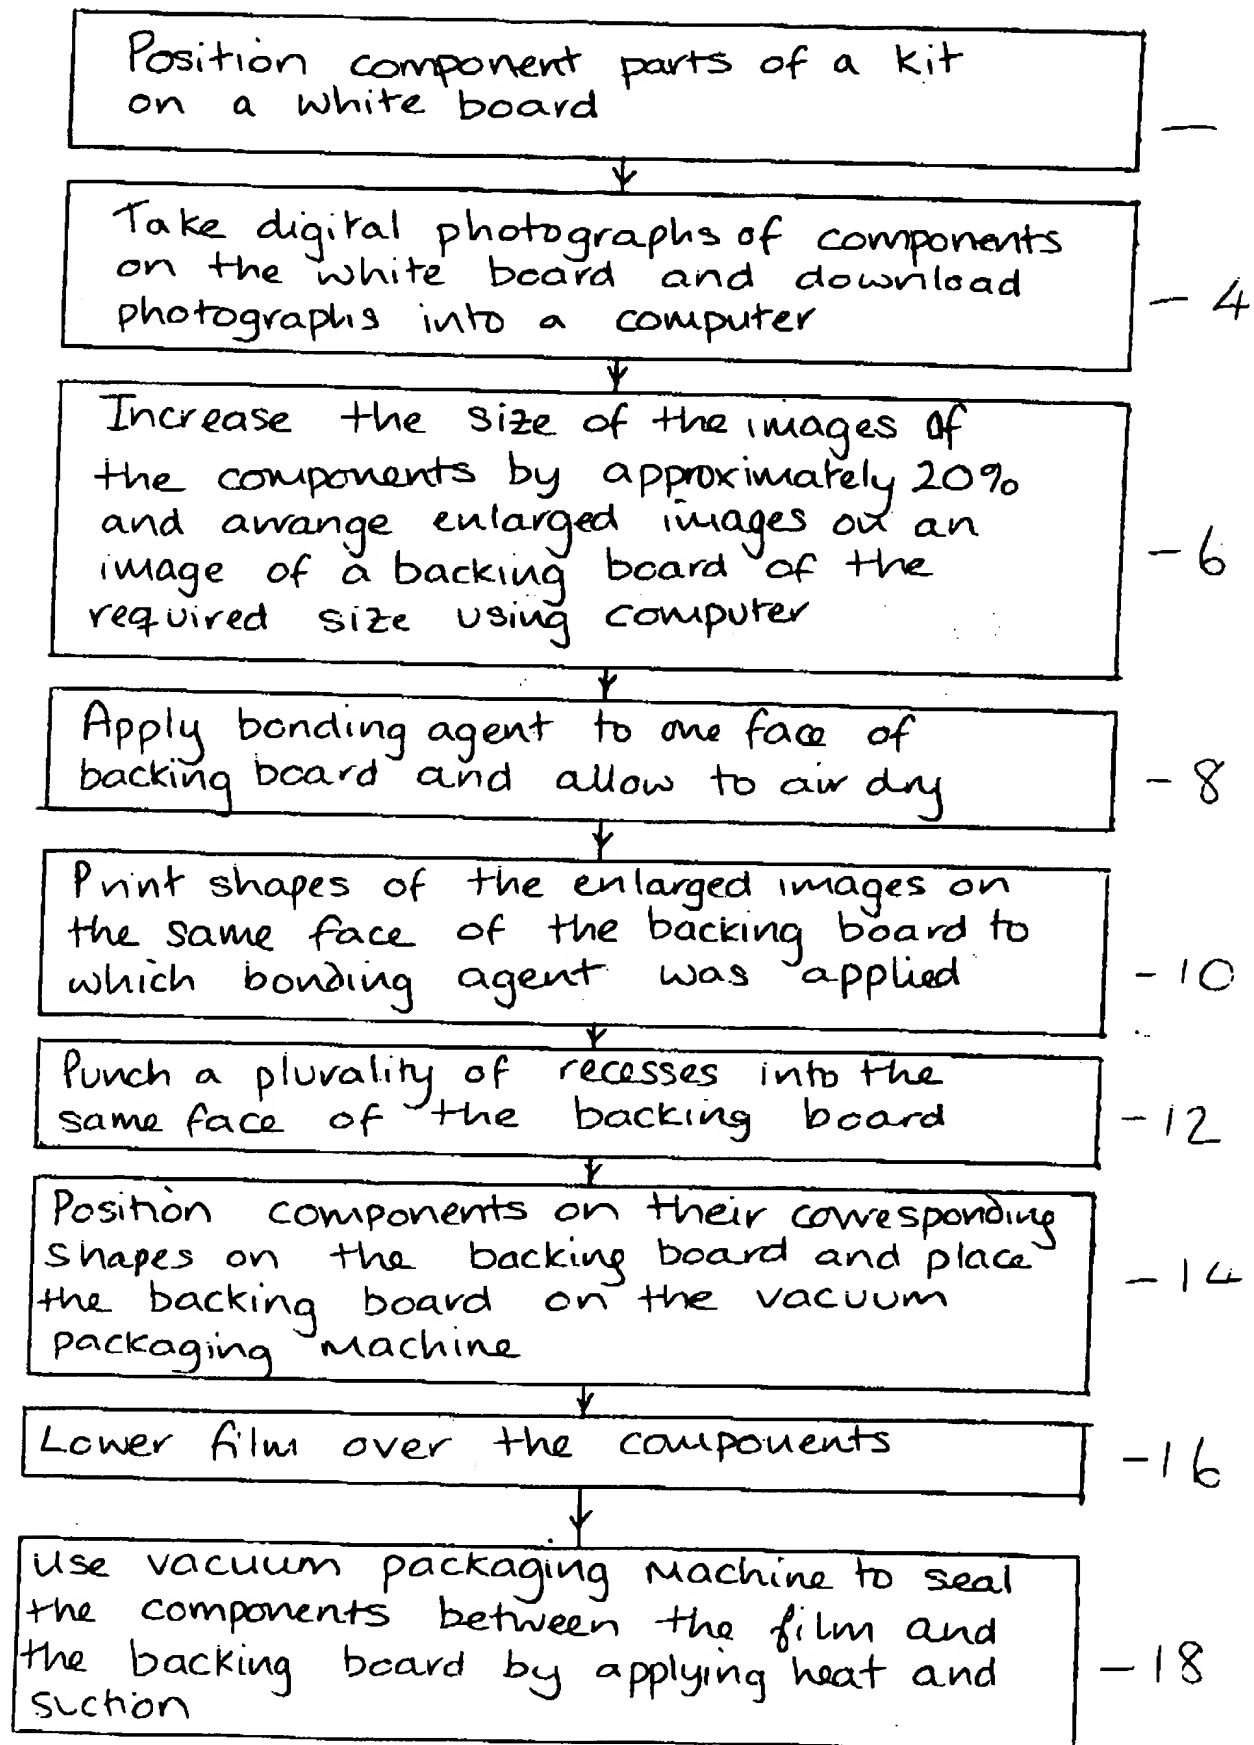 Position component parts of a kit
on a white board
—
Take digital photographs of components
on the white board and download
photographs into a computer
- 4
Increase the size of the images of
the components by approximately 20%
and arrange enlarged images on an
image of a backing board of the
required size using computer
- 6
Apply bonding agent to one face of
backing board and allow to air dry
- 8
Print shapes of the enlarged images on
the same face of the backing board to
which bonding agent was applied
- 10
Punch a plurality of recesses into the
same face of the backing board
- 12
Position components on their corresponding
shapes on the backing board and place
the backing board on the vacuum
packaging machine
- 14
Lower film over the components
- 16
Use vacuum packaging machine to seal
the components between the film and
the backing board by applying heat and
suction
- 18